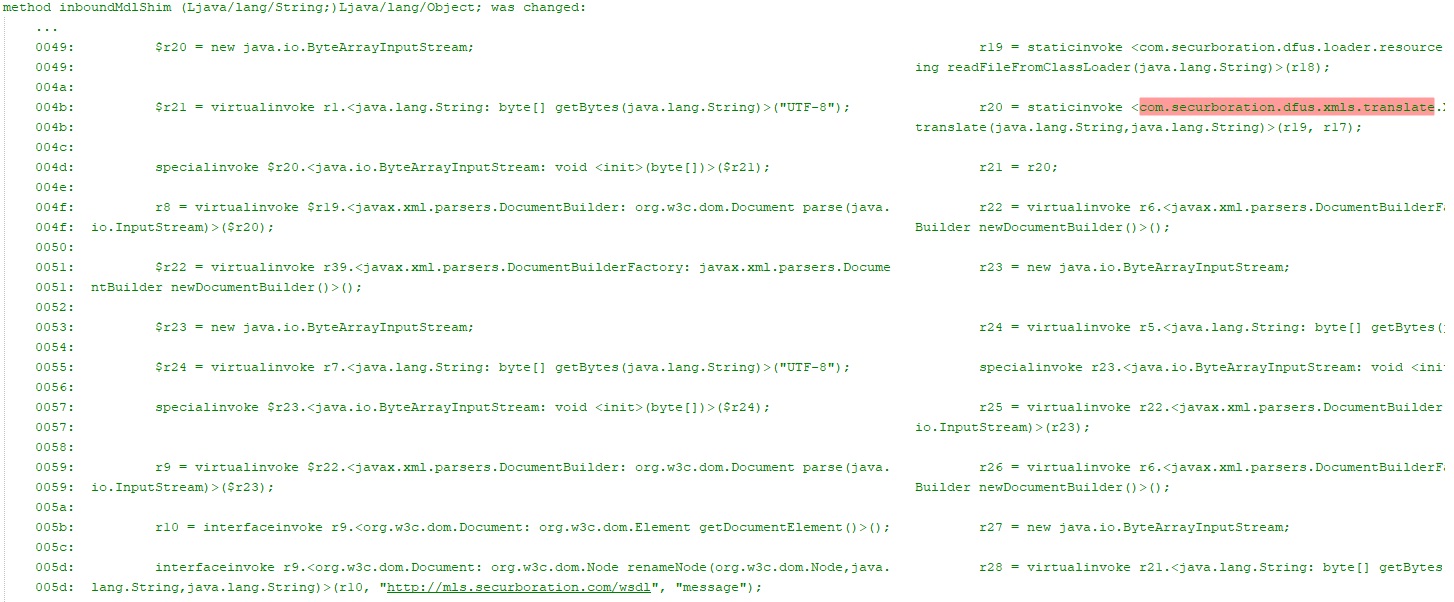 method inboundMdlShim (Ljava/lang/String;)Ljava/lang/Object; was changed:
...
0049: $r20 = new java.io.ByteArrayInputStream; r19 = staticinvoke <com.securboration.dfus.loader.resource
0049: ing readFileFromClassLoader(java.lang.String)>(r18);
004a:
004b: $r21 = virtualinvoke r1.<java.lang.String: byte[] getBytes(java.lang.String)>("UTF-8"); r20 = staticinvoke <com.securboration.dfus.xmls.translate.
004b: translate(java.lang.String,java.lang.String)>(r19, r17);
004c:
004d: specialinvoke $r20.<java.io.ByteArrayInputStream: void <init>(byte[])>($r21); r21 = r20;
004e:
004f: r8 = virtualinvoke $r19.<javax.xml.parsers.DocumentBuilder: org.w3c.dom.Document parse(java. r22 = virtualinvoke r6.<javax.xml.parsers.DocumentBuilderFa
004f: io.InputStream)>($r20); Builder newDocumentBuilder()>();
0050:
0051: $r22 = virtualinvoke r39.<javax.xml.parsers.DocumentBuilderFactory: javax.xml.parsers.Docume r23 = new java.io.ByteArrayInputStream;
0051: ntBuilder newDocumentBuilder()>();
0052:
0053: $r23 = new java.io.ByteArrayInputStream; r24 = virtualinvoke r5.<java.lang.String: byte[] getBytes(j
0054:
0055: $r24 = virtualinvoke r7.<java.lang.String: byte[] getBytes(java.lang.String)>("UTF-8"); specialinvoke r23.<java.io.ByteArrayInputStream: void <init
0056:
0057: specialinvoke $r23.<java.io.ByteArrayInputStream: void <init>(byte[])>($r24); r25 = virtualinvoke r22.<javax.xml.parsers.DocumentBuilder
0057: io.InputStream)>(r23);
0058:
0059: r9 = virtualinvoke $r22.<javax.xml.parsers.DocumentBuilder: org.w3c.dom.Document parse(java. r26 = virtualinvoke r6.<javax.xml.parsers.DocumentBuilderFa
0059: io.InputStream)>($r23); Builder newDocumentBuilder()>();
005a:
005b: r10 = interfaceinvoke r9.<org.w3c.dom.Document: org.w3c.dom.Element getDocumentElement()>(); r27 = new java.io.ByteArrayInputStream;
005c:
005d: interfaceinvoke r9.<org.w3c.dom.Document: org.w3c.dom.Node renameNode(org.w3c.dom.Node,java. r28 = virtualinvoke r21.<java.lang.String: byte[] getBytes
005d: lang.String,java.lang.String)>(r10, "http://mls.securboration.com/wsdl", "message");